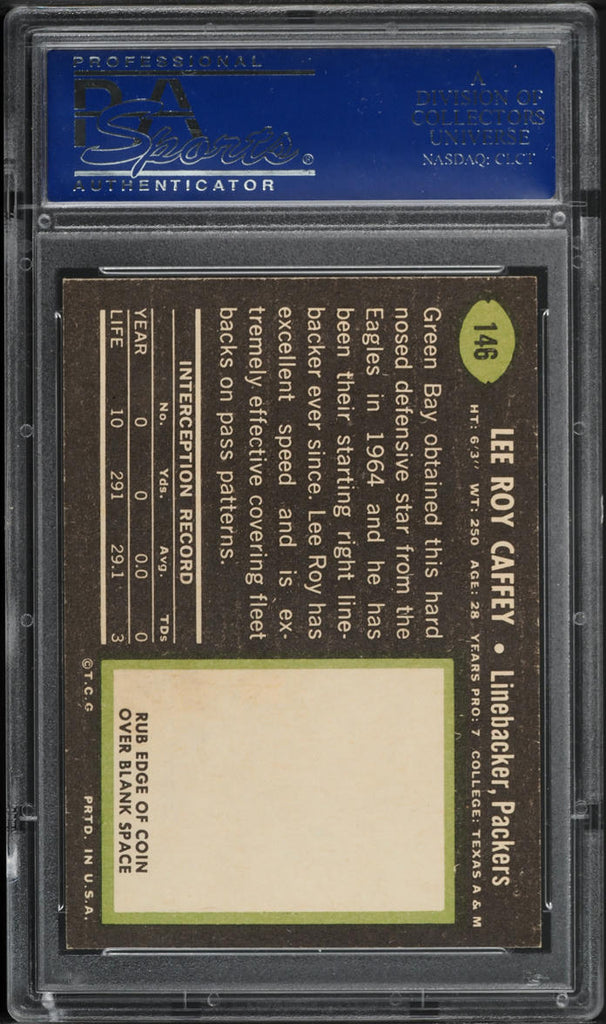 PROFESSIONAL
PSA
Sports®
AUTHENTICATOR
A
DIVISION OF
COLLECTORS
UNIVERSE
NASDAQ: CLCT
146
LEE ROY CAFFEY • Linebacker, Packers
HT: 6'3" WT: 250 AGE: 28 YEARS PRO: 7 COLLEGE: TEXAS A & M
Green Bay obtained this hard
nosed defensive star from the
Eagles in 1964 and he has
been their starting right line-
backer ever since. Lee Roy has
excellent speed and is ex-
tremely effective covering fleet
backs on pass patterns.
INTERCEPTION RECORD
No. Yds. Avg. TDs
YEAR 0 0 0.0 0
LIFE 10 291 29.1 3
RUB EDGE OF COIN
OVER BLANK SPACE
©T.C.G PRTD. IN U.S.A.